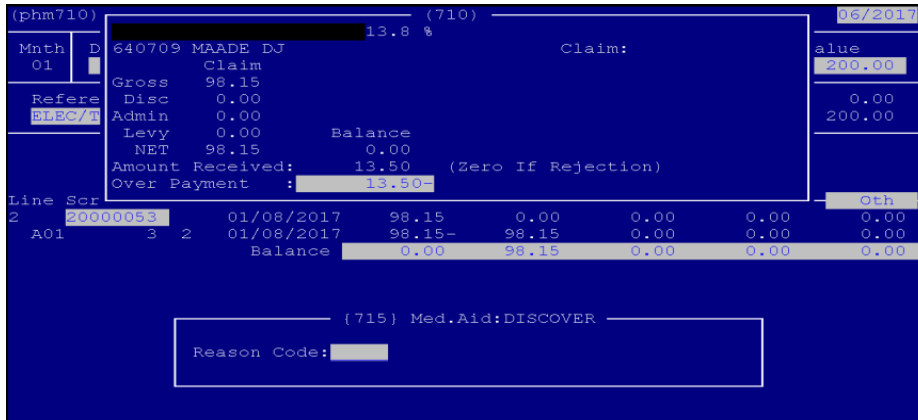 (phm710) (710) 06/2017
13.8 %
Mnth D 640709 MAADE DJ Claim: alue
01 Claim 200.00
Gross 98.15
Refere Disc 0.00 0.00
ELEC/T Admin 0.00 200.00
Levy 0.00 Balance
NET 98.15 0.00
Amount Received: 13.50 (Zero If Rejection)
Over Payment : 13.50-
Line Scr Oth
2 20000053 01/08/2017 98.15 0.00 0.00 0.00 0.00
A01 3 2 01/08/2017 98.15- 98.15 0.00 0.00 0.00
Balance 0.00 98.15 0.00 0.00 0.00
{715} Med.Aid:DISCOVER
Reason Code: